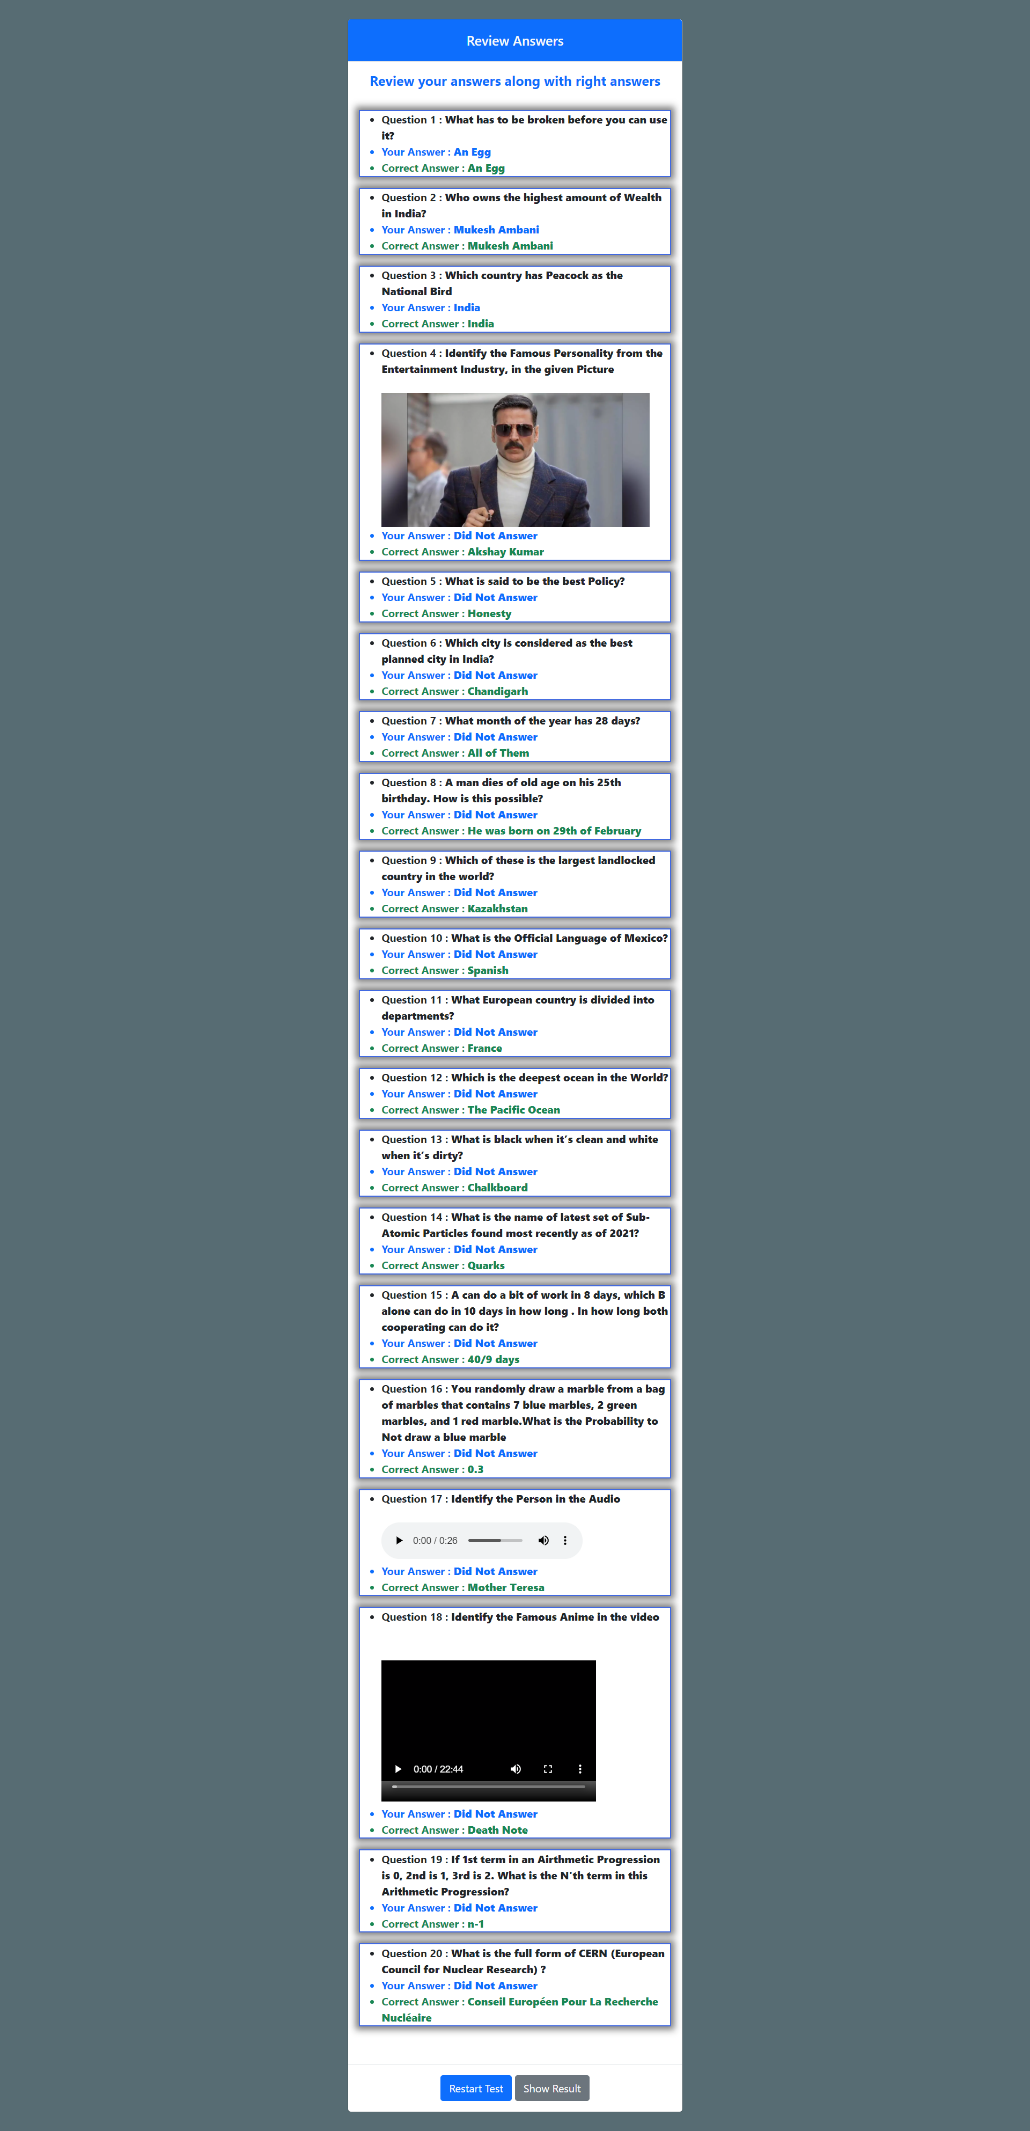 Review Answers
Review your answers along with right answers
Question 1 : What has to be broken before you can use
it?
Your Answer : An Egg
Correct Answer : An Egg
Question 2 : Who owns the highest amount of Wealth
in India?
Your Answer : Mukesh Ambani
Correct Answer : Mukesh Ambani
Question 3 : Which country has Peacock as the
National Bird
Your Answer : India
Correct Answer : India
Question 4 : Identify the Famous Personality from the
Entertainment Industry, in the given Picture
Your Answer : Did Not Answer
Correct Answer : Akshay Kumar
Question 5 : What is said to be the best Policy?
Your Answer : Did Not Answer
Correct Answer : Honesty
Question 6 : Which city is considered as the best
planned city in India?
Your Answer : Did Not Answer
Correct Answer : Chandigarh
Question 7 : What month of the year has 28 days?
Your Answer : Did Not Answer
Correct Answer : All of Them
Question 8 : A man dies of old age on his 25th
birthday. How is this possible?
Your Answer : Did Not Answer
Correct Answer : He was born on 29th of February
Question 9 : Which of these is the largest landlocked
country in the world?
Your Answer : Did Not Answer
Correct Answer : Kazakhstan
Question 10 : What is the Official Language of Mexico?
Your Answer : Did Not Answer
Correct Answer : Spanish
Question 11 : What European country is divided into
departments?
Your Answer : Did Not Answer
Correct Answer : France
Question 12 : Which is the deepest ocean in the World?
Your Answer : Did Not Answer
Correct Answer : The Pacific Ocean
Question 13 : What is black when it’s clean and white
when it’s dirty?
Your Answer : Did Not Answer
Correct Answer : Chalkboard
Question 14 : What is the name of latest set of Sub-
Atomic Particles found most recently as of 2021?
Your Answer : Did Not Answer
Correct Answer : Quarks
Question 15 : A can do a bit of work in 8 days, which B
alone can do in 10 days in how long . In how long both
cooperating can do it?
Your Answer : Did Not Answer
Correct Answer : 40/9 days
Question 16 : You randomly draw a marble from a bag
of marbles that contains 7 blue marbles, 2 green
marbles, and 1 red marble.What is the Probability to
Not draw a blue marble
Your Answer : Did Not Answer
Correct Answer : 0.3
Question 17 : Identify the Person in the Audio
0:00 / 0:26
Your Answer : Did Not Answer
Correct Answer : Mother Teresa
Question 18 : Identify the Famous Anime in the video
0:00 / 22:44
Your Answer : Did Not Answer
Correct Answer : Death Note
Question 19 : If 1st term in an Airthmetic Progression
is 0, 2nd is 1, 3rd is 2. What is the N'th term in this
Arithmetic Progression?
Your Answer : Did Not Answer
Correct Answer : n-1
Question 20 : What is the full form of CERN (European
Council for Nuclear Research) ?
Your Answer : Did Not Answer
Correct Answer : Conseil Européen Pour La Recherche
Nucléaire
Restart Test Show Result